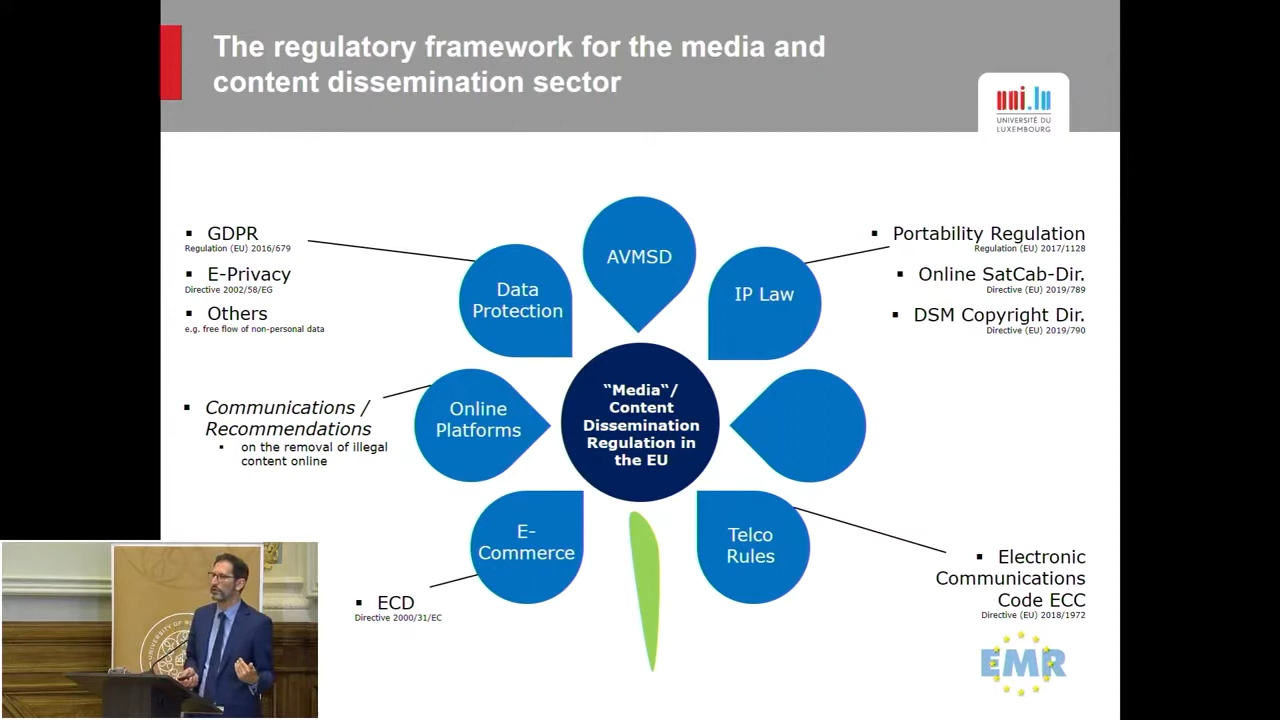 The regulatory framework for the media and
content dissemination sector
uni.lu
UNIVERSITÉ DU
LUXEMBOURG
▪ GDPR
Regulation (EU) 2016/679
▪ E-Privacy
Directive 2002/58/EG
▪ Others
e.g. free flow of non-personal data
▪ Communications /
Recommendations
▪ on the removal of illegal
content online
▪ ECD
Directive 2000/31/EC
Data
Protection
AVMSD
IP Law
Online
Platforms
"Media"/
Content
Dissemination
Regulation in
the EU
E-
Commerce
Telco
Rules
▪ Portability Regulation
Regulation (EU) 2017/1128
▪ Online SatCab-Dir.
Directive (EU) 2019/789
▪ DSM Copyright Dir.
Directive (EU) 2019/790
▪ Electronic
Communications
Code ECC
Directive (EU) 2018/1972
EMR
UNIVERSITY OF